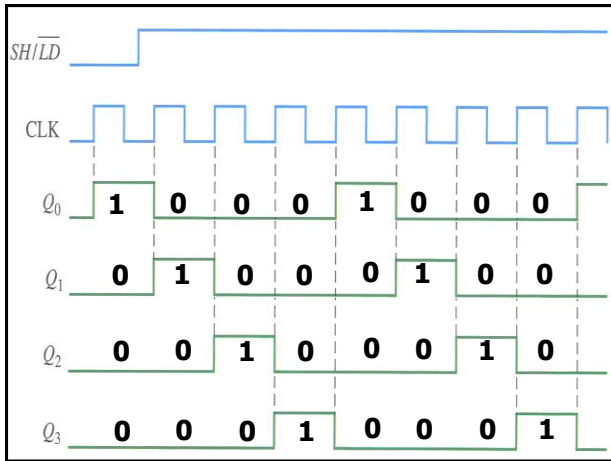 SH/L̅D̅
CLK
Q₀ 1 0 0 0 1 0 0 0
Q₁ 0 1 0 0 0 1 0 0
Q₂ 0 0 1 0 0 0 1 0
Q₃ 0 0 0 1 0 0 0 1